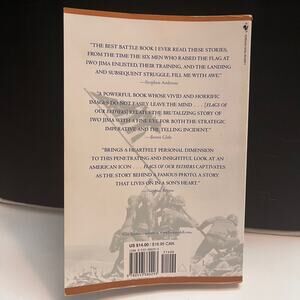 "THE BEST BATTLE BOOK I EVER READ. THESE STORIES,
FROM THE TIME THE SIX MEN WHO RAISED THE FLAG AT
IWO JIMA ENLISTED, THEIR TRAINING, AND THE LANDING
AND SUBSEQUENT STRUGGLE, FILL ME WITH AWE."
—Stephen Ambrose
"A POWERFUL BOOK WHOSE VIVID AND HORRIFIC
IMAGES DO NOT EASILY LEAVE THE MIND . . . [FLAGS OF
OUR FATHERS] RELATES THE BRUTALIZING STORY OF
IWO JIMA WITH A FINE EYE FOR BOTH THE STRATEGIC
IMPERATIVE AND THE TELLING INCIDENT."
—Boston Globe
"BRINGS A HEARTFELT PERSONAL DIMENSION
TO THIS PENETRATING AND INSIGHTFUL LOOK AT AN
AMERICAN ICON . . . FLAGS OF OUR FATHERS CAPTIVATES
AS THE STORY BEHIND A FAMOUS PHOTO, A STORY
THAT LIVES ON IN A SON'S HEART."
US $14.00 / $19.95 CAN